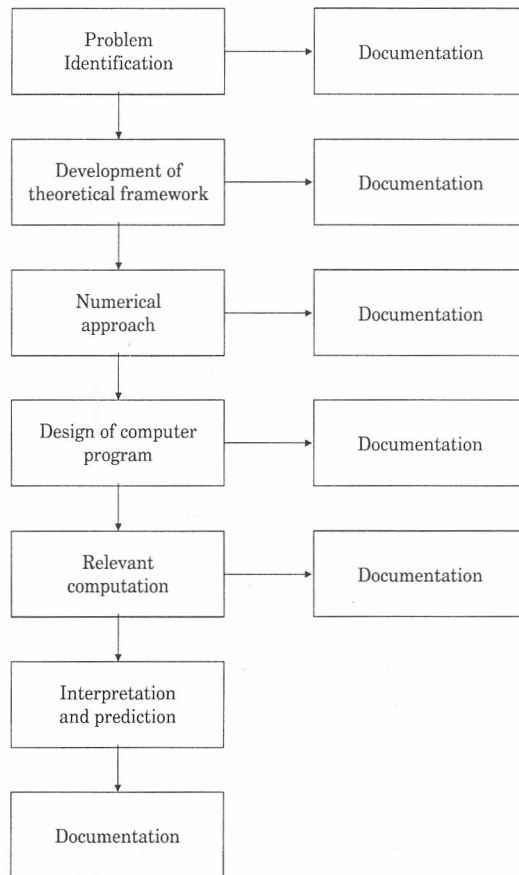 Problem
Identification
Documentation
Development of
theoretical framework
Documentation
Numerical
approach
Documentation
Design of computer
program
Documentation
Relevant
computation
Documentation
Interpretation
and prediction
Documentation